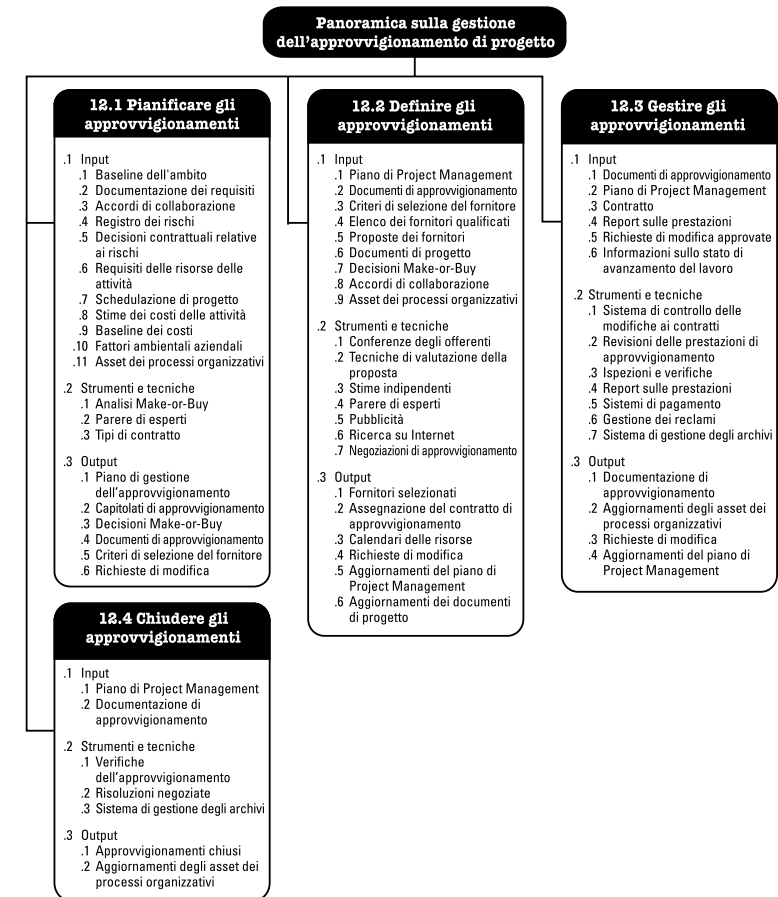 Panoramica sulla gestione
dell'approvvigionamento di progetto
12.1 Pianificare gli
approvvigionamenti
.1 Input
.1 Baseline dell'ambito
.2 Documentazione dei requisiti
.3 Accordi di collaborazione
.4 Registro dei rischi
.5 Decisioni contrattuali relative
ai rischi
.6 Requisiti delle risorse delle
attività
.7 Schedulazione di progetto
.8 Stime dei costi delle attività
.9 Baseline dei costi
.10 Fattori ambientali aziendali
.11 Asset dei processi organizzativi
.2 Strumenti e tecniche
.1 Analisi Make-or-Buy
.2 Parere di esperti
.3 Tipi di contratto
.3 Output
.1 Piano di gestione
dell'approvvigionamento
.2 Capitolati di approvvigionamento
.3 Decisioni Make-or-Buy
.4 Documenti di approvvigionamento
.5 Criteri di selezione del fornitore
.6 Richieste di modifica
12.2 Definire gli
approvvigionamenti
.1 Input
.1 Piano di Project Management
.2 Documenti di approvvigionamento
.3 Criteri di selezione del fornitore
.4 Elenco dei fornitori qualificati
.5 Proposte dei fornitori
.6 Documenti di progetto
.7 Decisioni Make-or-Buy
.8 Accordi di collaborazione
.9 Asset dei processi organizzativi
.2 Strumenti e tecniche
.1 Conferenze degli offerenti
.2 Tecniche di valutazione della
proposta
.3 Stime indipendenti
.4 Parere di esperti
.5 Pubblicità
.6 Ricerca su Internet
.7 Negoziazioni di approvvigionamento
.3 Output
.1 Fornitori selezionati
.2 Assegnazione del contratto di
approvvigionamento
.3 Calendari delle risorse
.4 Richieste di modifica
.5 Aggiornamenti del piano di
Project Management
.6 Aggiornamenti dei documenti
di progetto
12.3 Gestire gli
approvvigionamenti
.1 Input
.1 Documenti di approvvigionamento
.2 Piano di Project Management
.3 Contratto
.4 Report sulle prestazioni
.5 Richieste di modifica approvate
.6 Informazioni sullo stato di
avanzamento del lavoro
.2 Strumenti e tecniche
.1 Sistema di controllo delle
modifiche ai contratti
.2 Revisioni delle prestazioni di
approvvigionamento
.3 Ispezioni e verifiche
.4 Report sulle prestazioni
.5 Sistemi di pagamento
.6 Gestione dei reclami
.7 Sistema di gestione degli archivi
.3 Output
.1 Documentazione di
approvvigionamento
.2 Aggiornamenti degli asset dei
processi organizzativi
.3 Richieste di modifica
.4 Aggiornamenti del piano di
Project Management
12.4 Chiudere gli
approvvigionamenti
.1 Input
.1 Piano di Project Management
.2 Documentazione di
approvvigionamento
.2 Strumenti e tecniche
.1 Verifiche
dell'approvvigionamento
.2 Risoluzioni negoziate
.3 Sistema di gestione degli archivi
.3 Output
.1 Approvvigionamenti chiusi
.2 Aggiornamenti degli asset dei
processi organizzativi